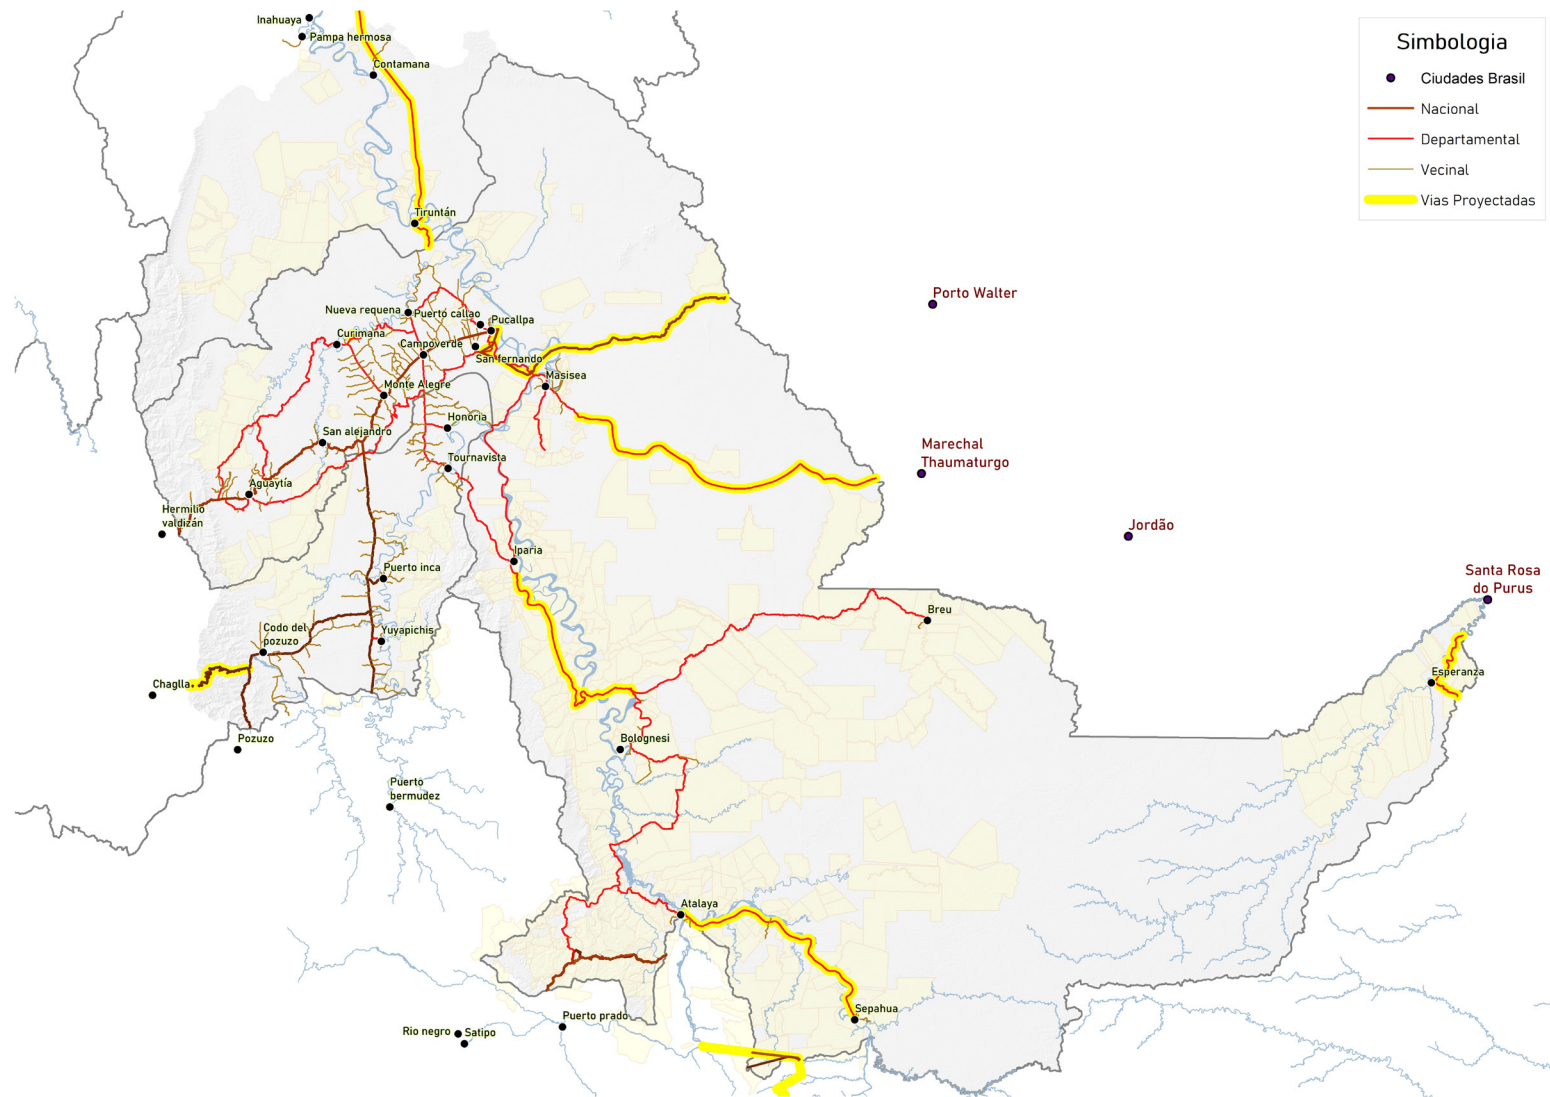 Inahuaya
Pampa hermosa
Contamana
Tiruntán
Nueva requena
Puerto callao
Pucallpa
Curimana
Campoverde
San fernando
Masisea
Monte Alegre
Honoria
San alejandro
Tournavista
Aguaytía
Hermilio
valdizán
Iparia
Puerto inca
Codo del
pozuzo
Yuyapichis
Chaglla
Pozuzo
Puerto
bermudez
Bolognesi
Breu
Atalaya
Sepahua
Puerto prado
Rio negro
Satipo
Esperanza
Porto Walter
Marechal
Thaumaturgo
Jordão
Santa Rosa
do Purus
Simbologia
Ciudades Brasil
Nacional
Departamental
Vecinal
Vias Proyectadas